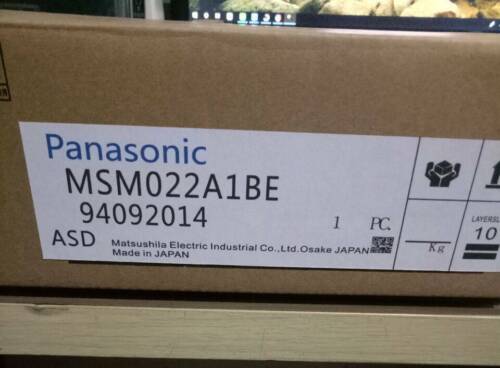 Panasonic
MSM022A1BE
94092014
1 PC.
ASD
Matsushila Electric Industrial Co.,Ltd.Osake JAPAN
Made in JAPAN
Kg
LAYERS
10